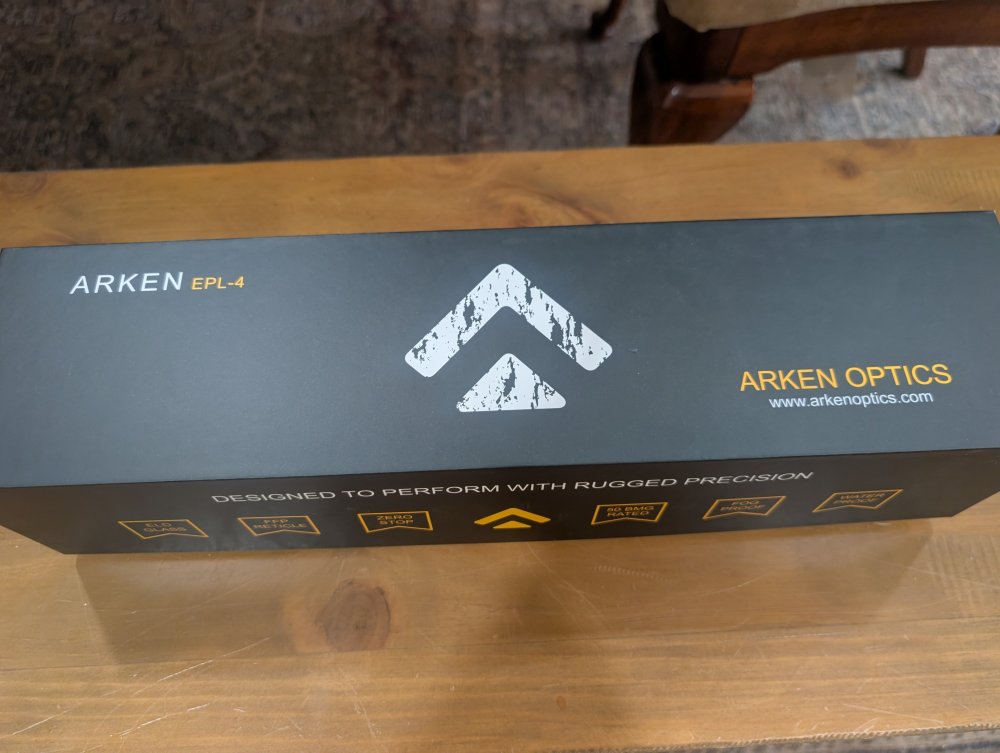 ARKEN EPL-4
ARKEN OPTICS
www.arkenoptics.com
DESIGNED TO PERFORM WITH RUGGED PRECISION
ELD
GLASS
FFP
RETICLE
ZERO
STOP
50 BMG
RATED
FOG
PROOF
WATER
PROOF